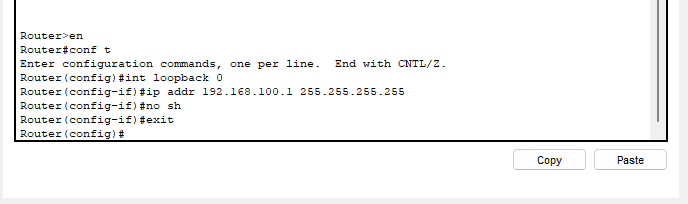 Router>en
Router#conf t
Enter configuration commands, one per line.  End with CNTL/Z.
Router(config)#int loopback 0
Router(config-if)#ip addr 192.168.100.1 255.255.255.255
Router(config-if)#no sh
Router(config-if)#exit
Router(config)#
Copy Paste